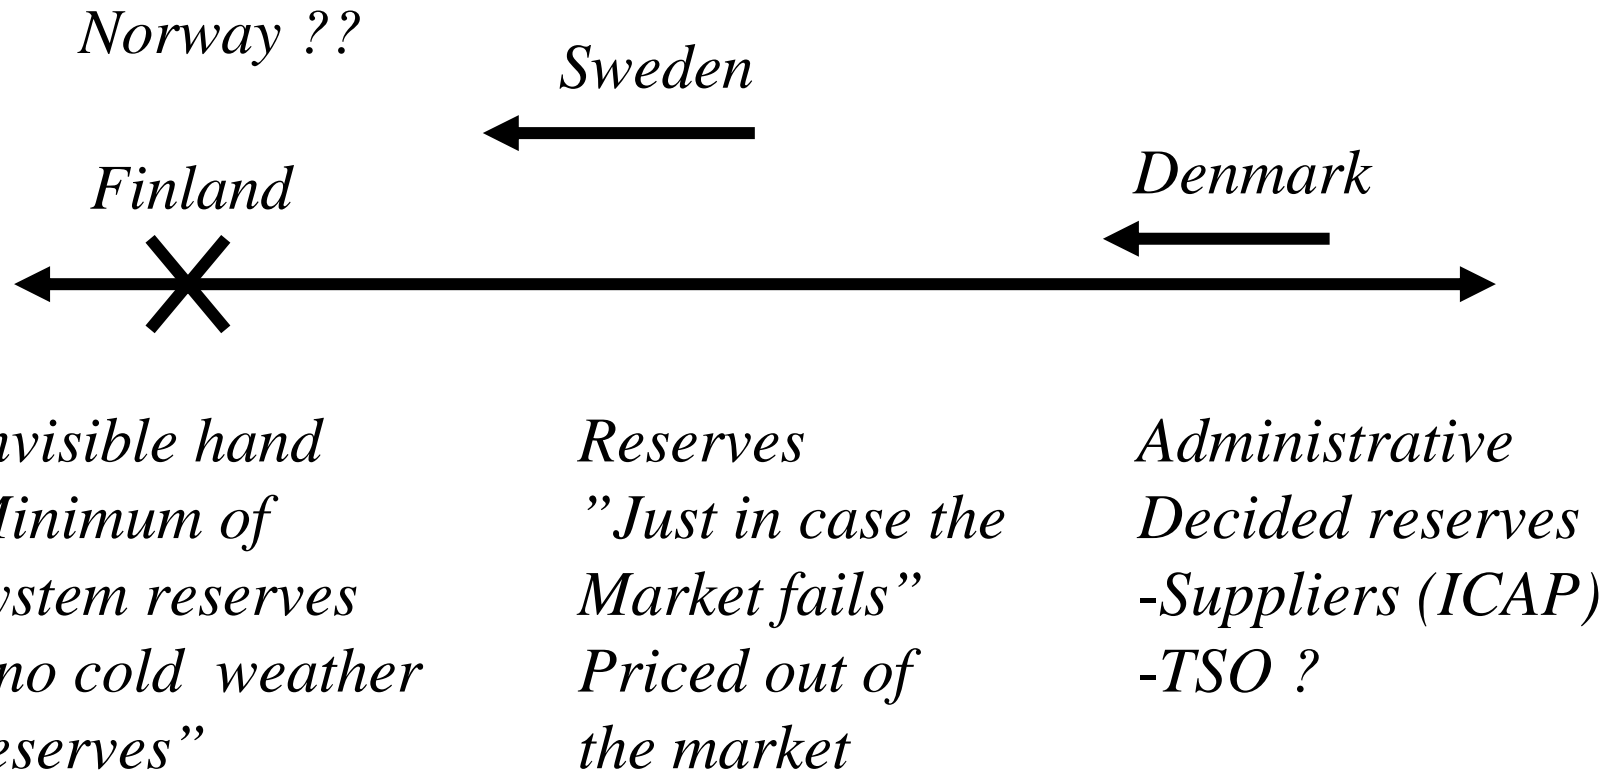 Norway ??
Sweden
Denmark
Finland
nvisible hand
Minimum of
ystem reserves
no cold weather
eserves”
Reserves
”Just in case the
Market fails”
Priced out of
the market
Administrative
Decided reserves
-Suppliers (ICAP)
-TSO ?